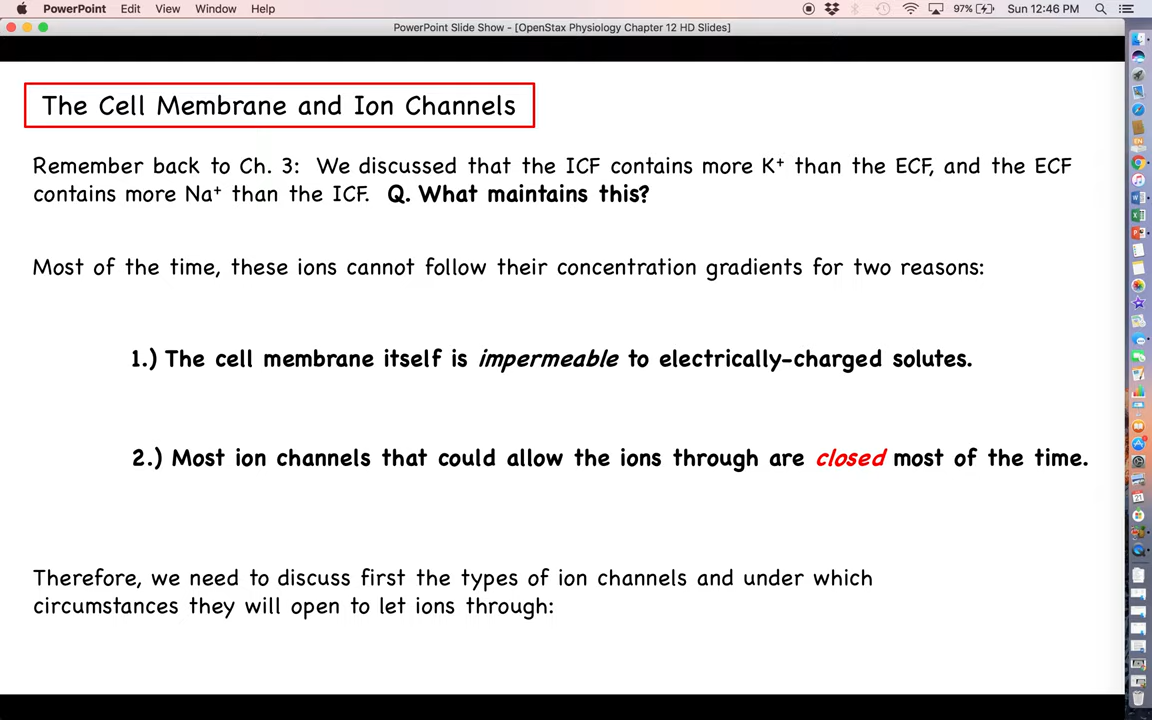 PowerPoint Edit View Window Help 97% Sun 12:46 PM
PowerPoint Slide Show - [OpenStax Physiology Chapter 12 HD Slides]
The Cell Membrane and Ion Channels
Remember back to Ch. 3: We discussed that the ICF contains more K⁺ than the ECF, and the ECF
contains more Na⁺ than the ICF. Q. What maintains this?
Most of the time, these ions cannot follow their concentration gradients for two reasons:
1.) The cell membrane itself is impermeable to electrically-charged solutes.
2.) Most ion channels that could allow the ions through are closed most of the time.
Therefore, we need to discuss first the types of ion channels and under which
circumstances they will open to let ions through: